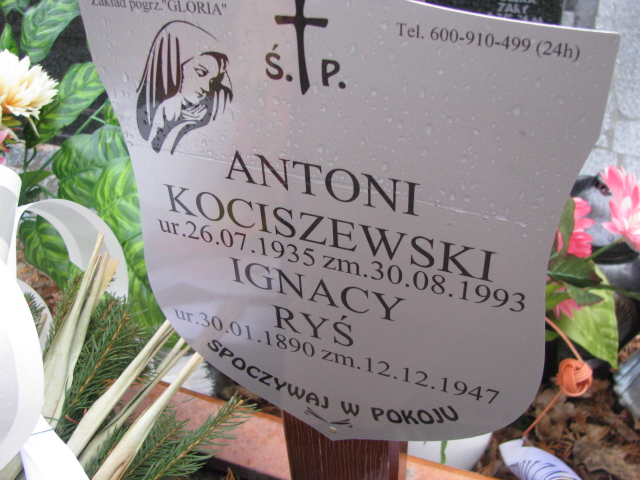 Zakład pogrz."GLORIA"
Tel. 600-910-499 (24h)
Ś. P.
ANTONI
KOCISZEWSKI
ur.26.07.1935 zm.30.08.1993
IGNACY
RYŚ
ur.30.01.1890 zm.12.12.1947
SPOCZYWAJ W POKOJU